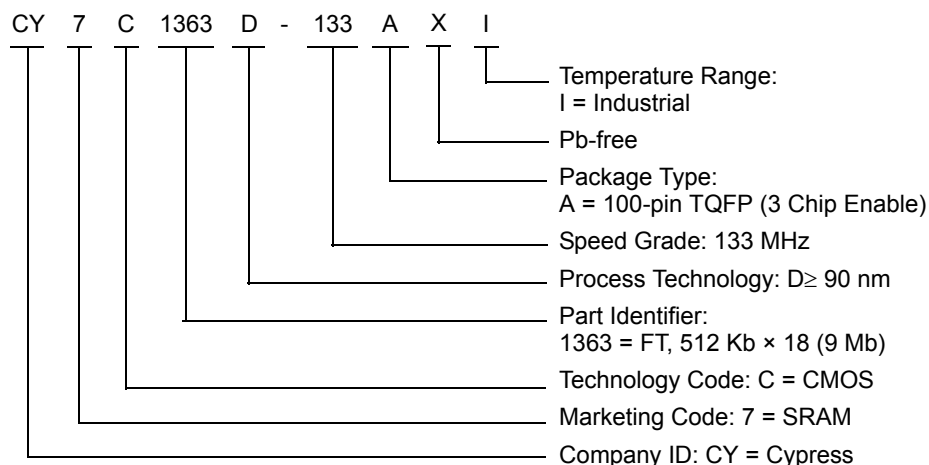 CY 7 C 1363 D - 133 A X I
Temperature Range:
I = Industrial
Pb-free
Package Type:
A = 100-pin TQFP (3 Chip Enable)
Speed Grade: 133 MHz
Process Technology: D≥ 90 nm
Part Identifier:
1363 = FT, 512 Kb × 18 (9 Mb)
Technology Code: C = CMOS
Marketing Code: 7 = SRAM
Company ID: CY = Cypress